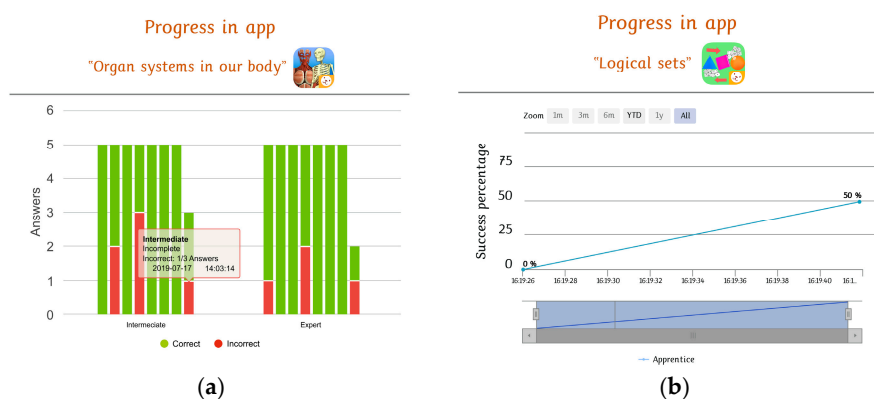 Progress in app
"Organ systems in our body"
6
5
4
3
2
1
0
Answers
Intermediate
Incomplete
Incorrect: 1/3 Answers
2019-07-17 14:03:14
Intermeciate Expert
Correct Incorrect
(a)
Progress in app
"Logical sets"
Zoom 1m 3m 6m YTD 1y All
75
50
25
0
Success percentage
0 %
50 %
16:19:26 16:19:28 16:19:30 16:19:32 16:19:34 16:19:36 16:19:38 16:19:40 16:1...
Apprentice
(b)